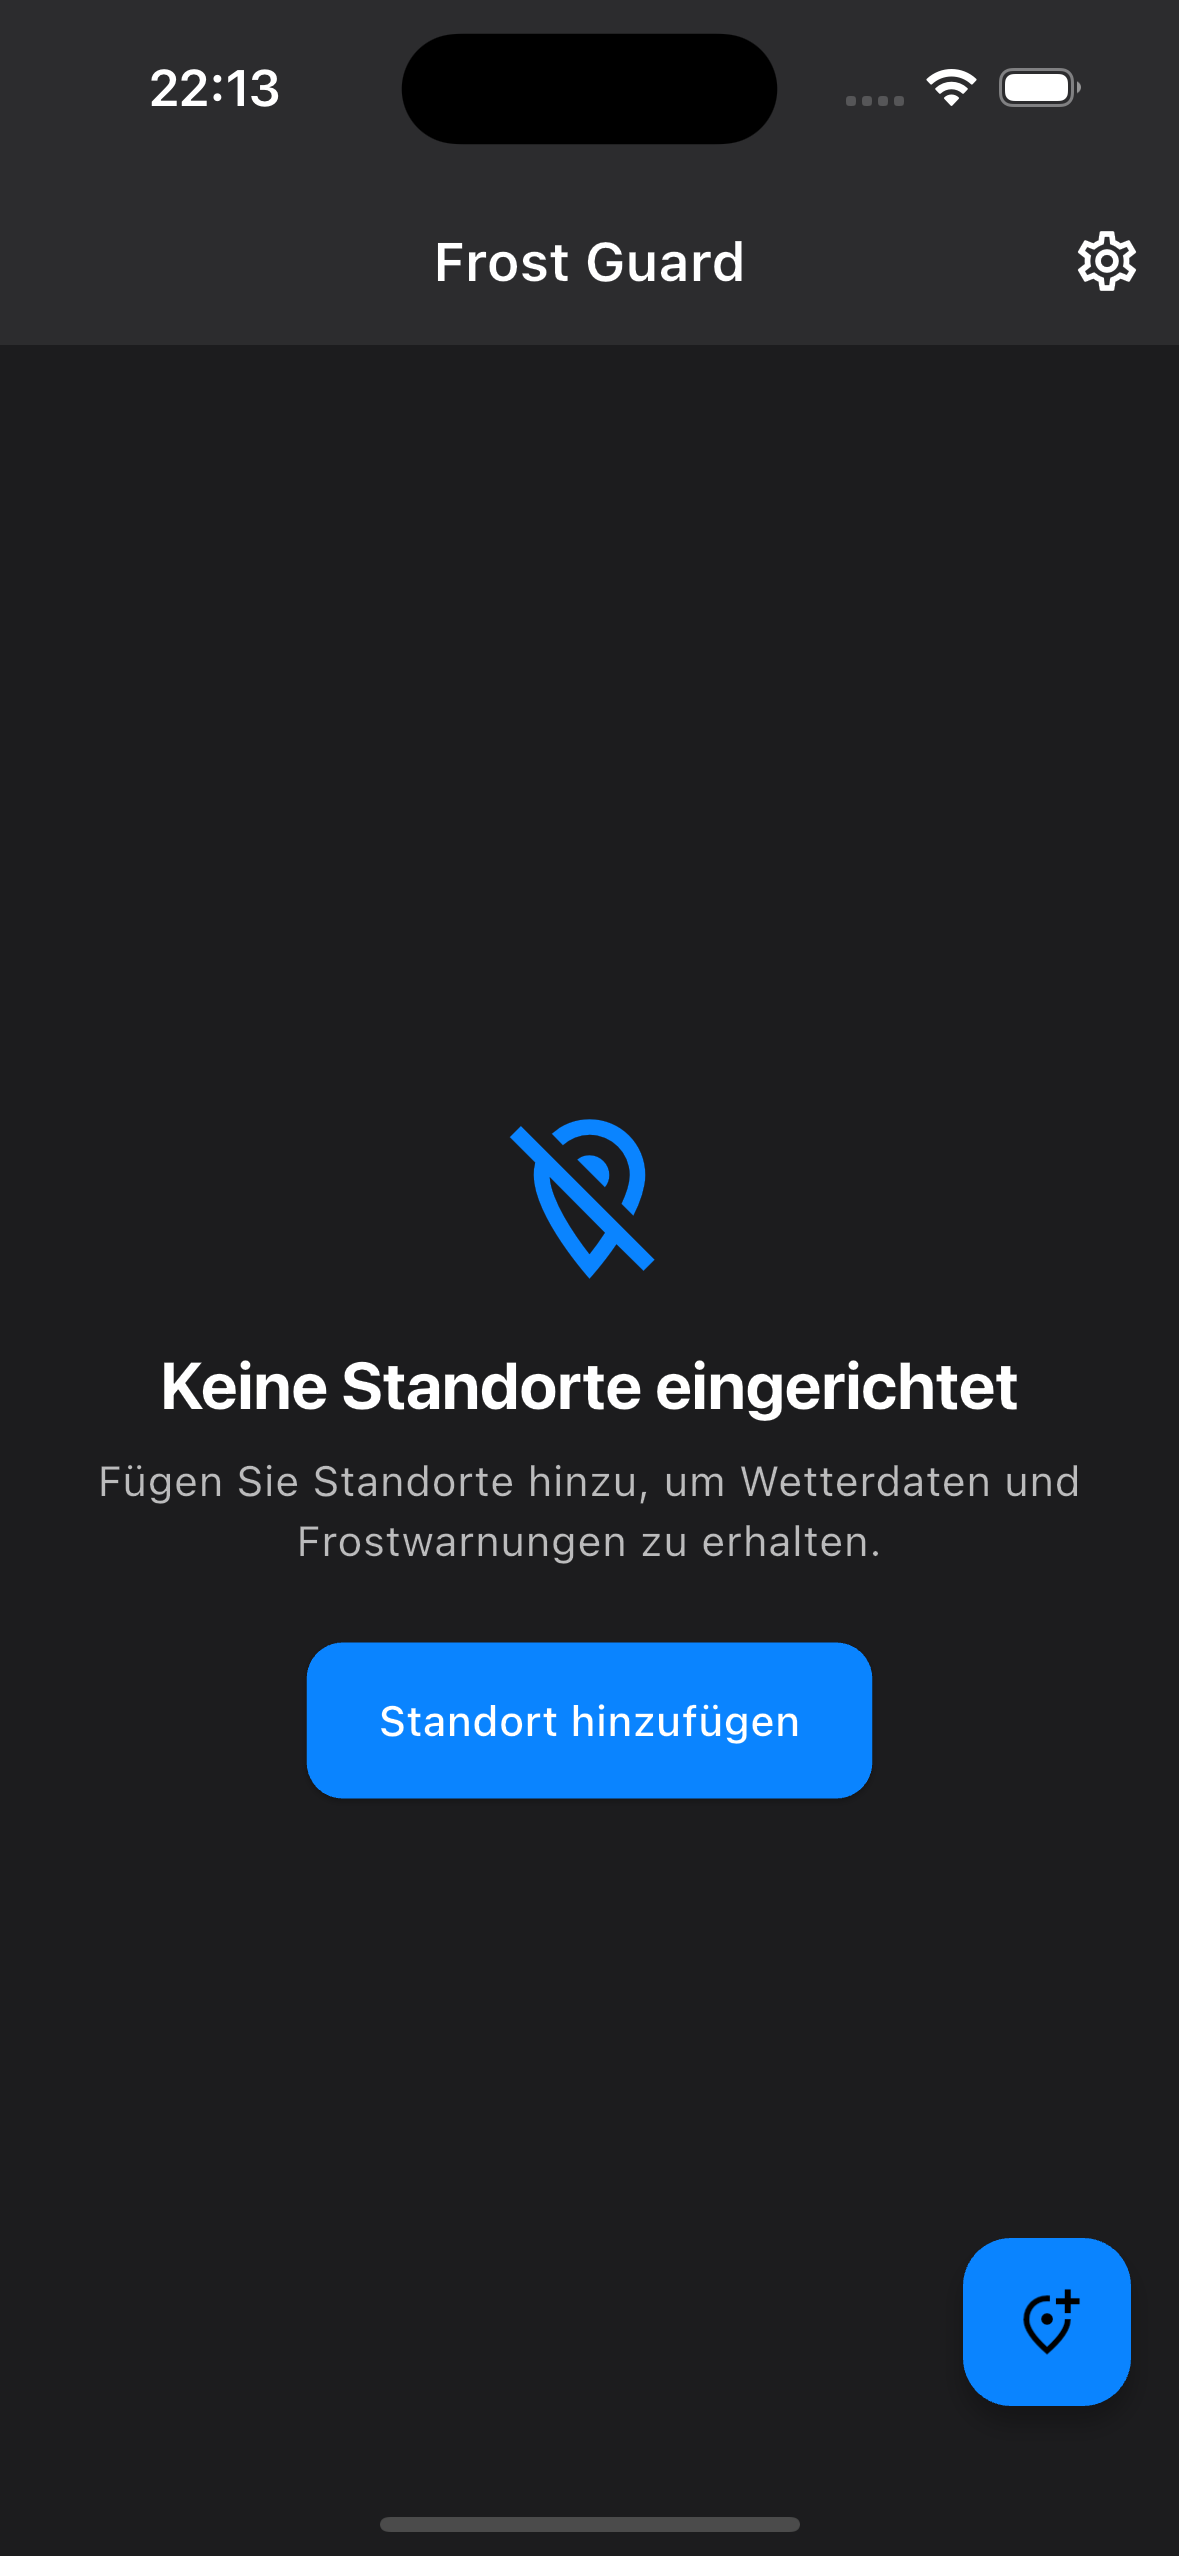 22:13
Frost Guard
Keine Standorte eingerichtet
Fügen Sie Standorte hinzu, um Wetterdaten und
Frostwarnungen zu erhalten.
Standort hinzufügen